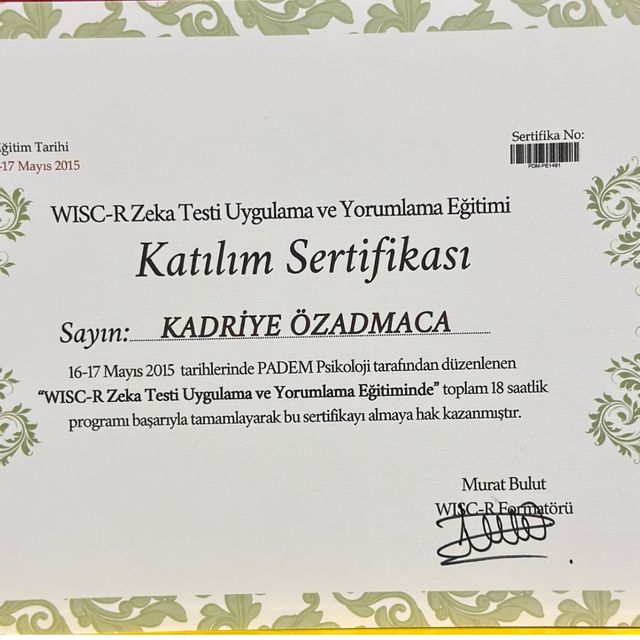 Eğitim Tarihi
-17 Mayıs 2015
Sertifika No:
PDM-PE1491
WISC-R Zeka Testi Uygulama ve Yorumlama Eğitimi
Katılım Sertifikası
Sayın: KADRİYE ÖZADMACA
16-17 Mayıs 2015 tarihlerinde PADEM Psikoloji tarafından düzenlenen
“WISC-R Zeka Testi Uygulama ve Yorumlama Eğitiminde” toplam 18 saatlik
programı başarıyla tamamlayarak bu sertifikayı almaya hak kazanmıştır.
Murat Bulut
WISC-R Formatörü